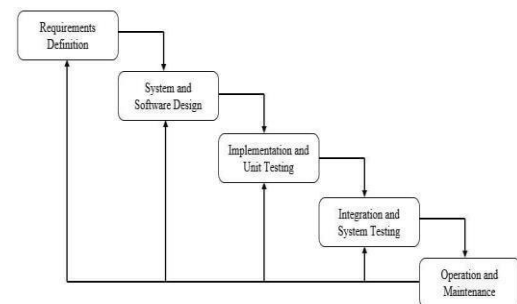 Requirements
Definition
System and
Software Design
Implementation and
Unit Testing
Integration and
System Testing
Operation and
Maintenance